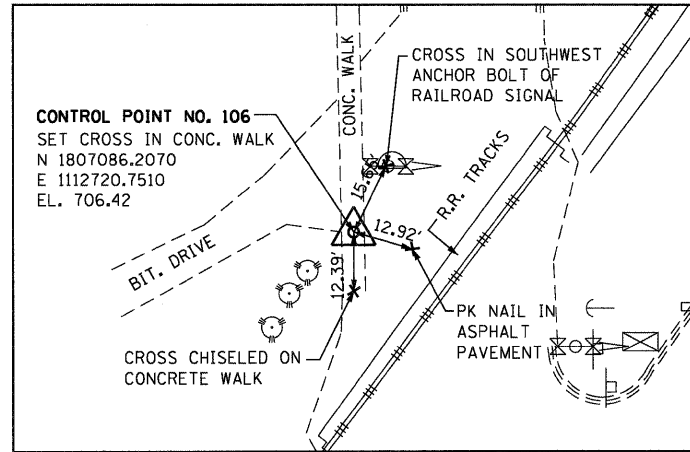 CROSS IN SOUTHWEST
ANCHOR BOLT OF
RAILROAD SIGNAL
CONC. WALK
CONTROL POINT NO. 106
SET CROSS IN CONC. WALK
N 1807086.2070
E 1112720.7510
EL. 706.42
15.65'
R.R. TRACKS
12.92'
BIT. DRIVE
12.39'
PK NAIL IN
ASPHALT
PAVEMENT
CROSS CHISELED ON
CONCRETE WALK